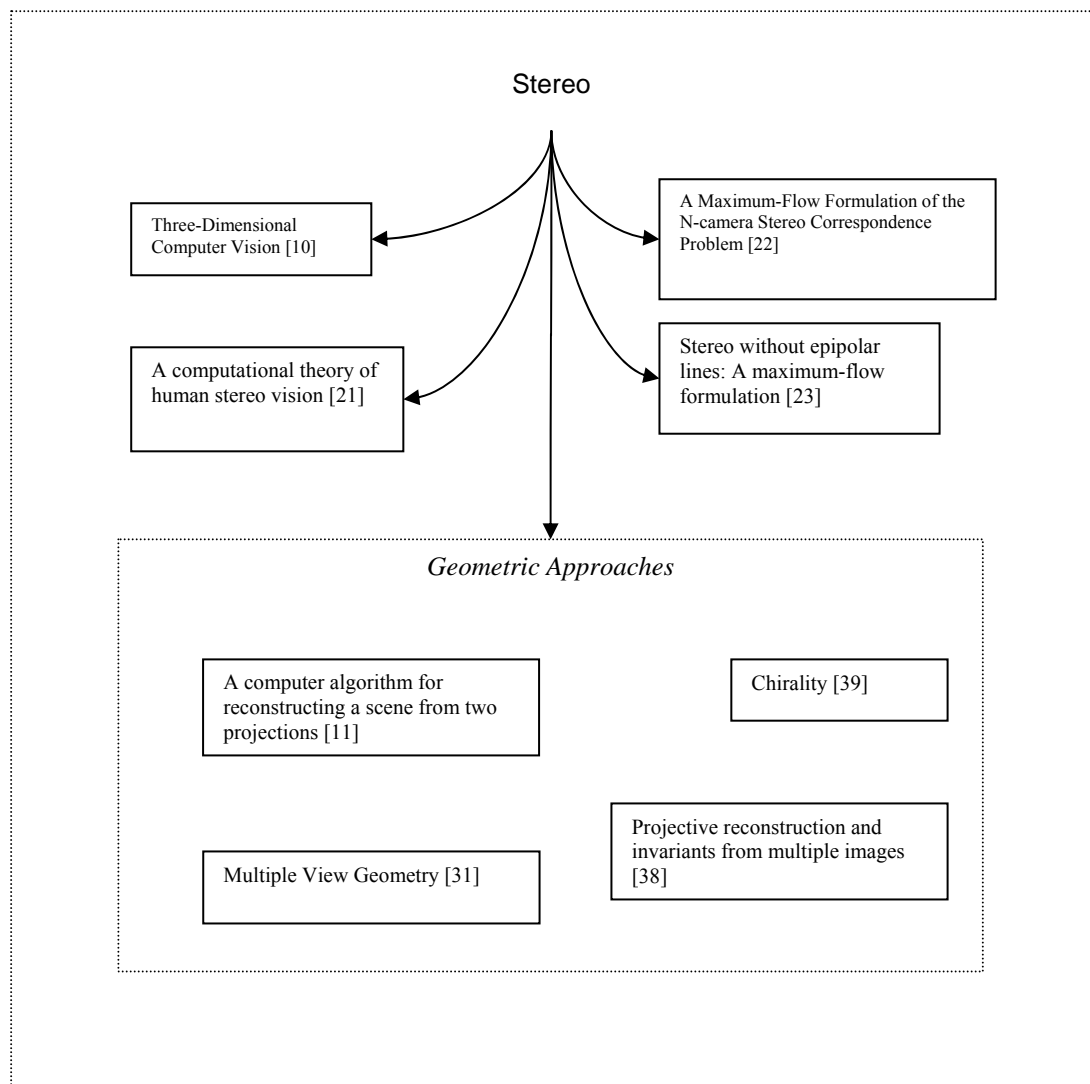 Stereo
Three-Dimensional
Computer Vision [10]
A Maximum-Flow Formulation of the
N-camera Stereo Correspondence
Problem [22]
A computational theory of
human stereo vision [21]
Stereo without epipolar
lines: A maximum-flow
formulation [23]
Geometric Approaches
A computer algorithm for
reconstructing a scene from two
projections [11]
Chirality [39]
Multiple View Geometry [31]
Projective reconstruction and
invariants from multiple images
[38]